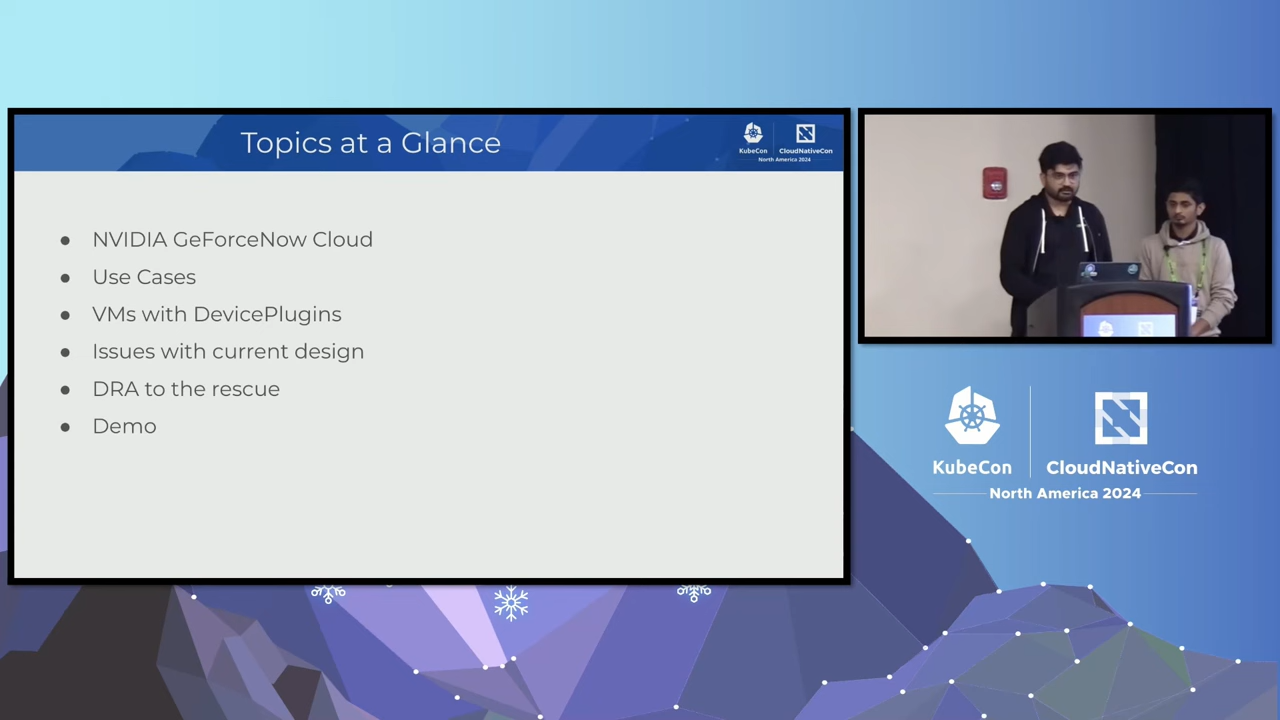 Topics at a Glance
KubeCon
CloudNativeCon
North America 2024
NVIDIA GeForceNow Cloud
Use Cases
VMs with DevicePlugins
Issues with current design
DRA to the rescue
Demo
KubeCon
CloudNativeCon
North America 2024